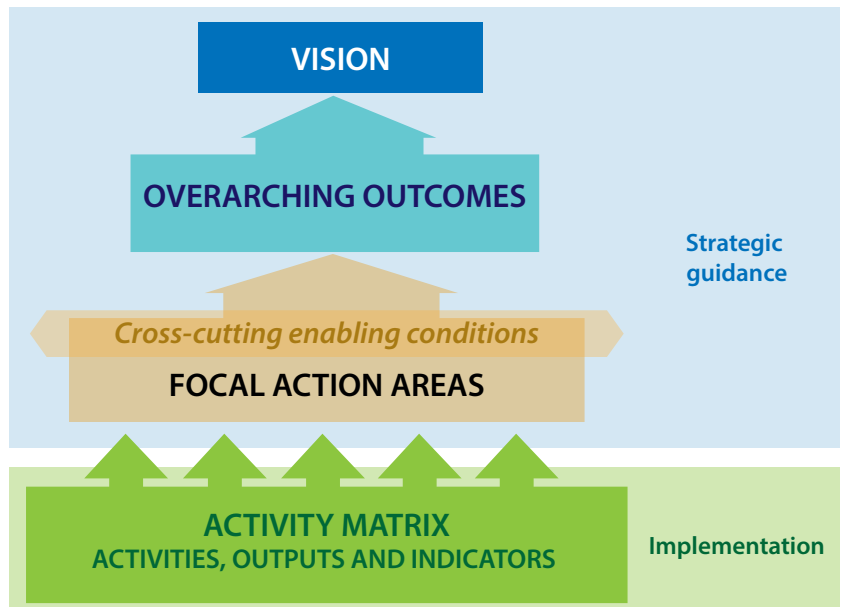 VISION
OVERARCHING OUTCOMES
Strategic
guidance
Cross-cutting enabling conditions
FOCAL ACTION AREAS
ACTIVITY MATRIX
ACTIVITIES, OUTPUTS AND INDICATORS
Implementation